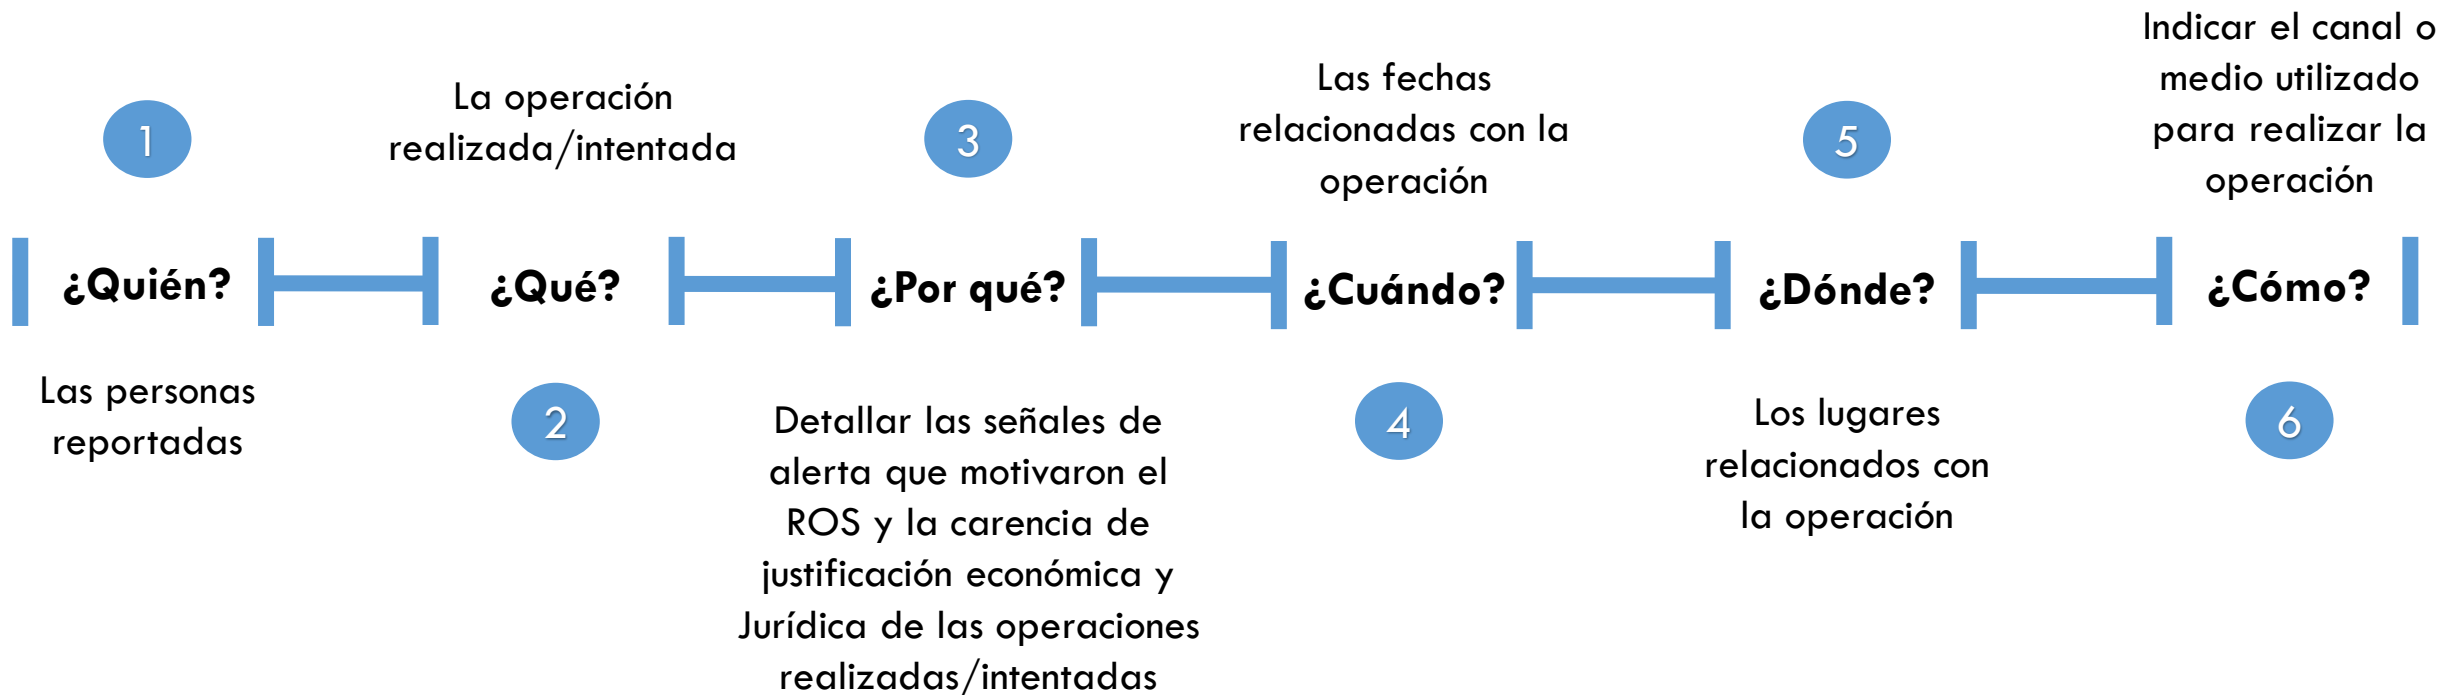 1
¿Quién?
Las personas
reportadas
La operación
realizada/intentada
¿Qué?
2
3
¿Por qué?
Detallar las señales de
alerta que motivaron el
ROS y la carencia de
justificación económica y
Jurídica de las operaciones
realizadas/intentadas
Las fechas
relacionadas con la
operación
¿Cuándo?
4
5
¿Dónde?
Los lugares
relacionados con
la operación
Indicar el canal o
medio utilizado
para realizar la
operación
¿Cómo?
6